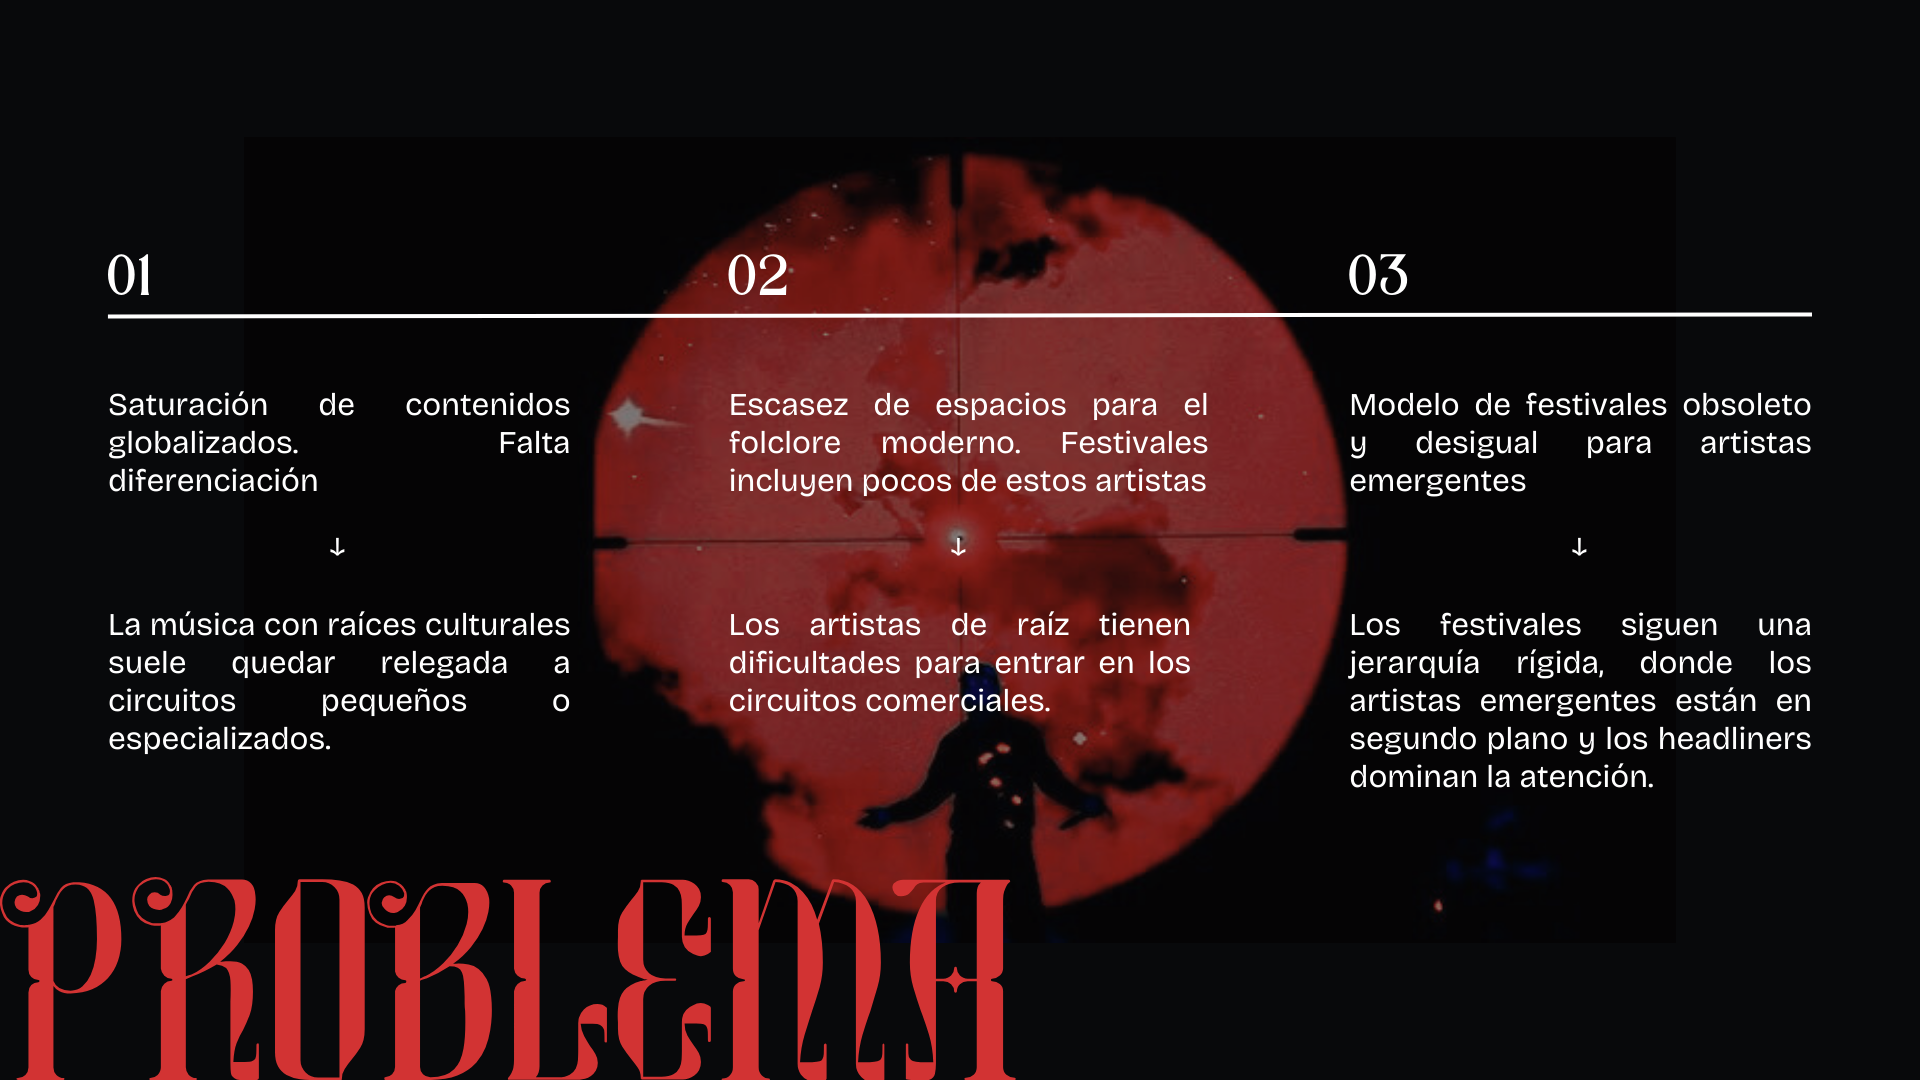 01
Saturación de contenidos
globalizados. Falta
diferenciación
↓
La música con raíces culturales
suele quedar relegada a
circuitos pequeños o
especializados.
02
Escasez de espacios para el
folclore moderno. Festivales
incluyen pocos de estos artistas
↓
Los artistas de raíz tienen
dificultades para entrar en los
circuitos comerciales.
03
Modelo de festivales obsoleto
y desigual para artistas
emergentes
↓
Los festivales siguen una
jerarquía rígida, donde los
artistas emergentes están en
segundo plano y los headliners
dominan la atención.
PROBLEMA